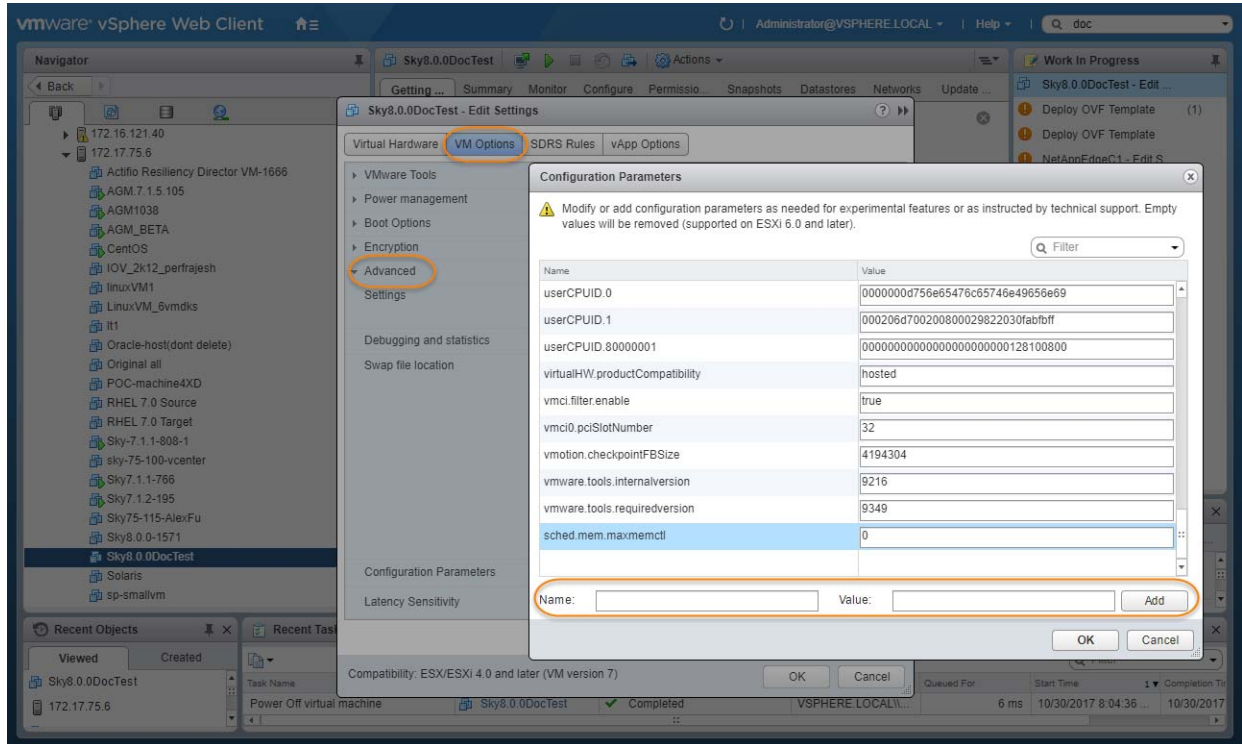 vmware® vSphere Web Client
Administrator@VSPHERE.LOCAL
Help
doc
Navigator
Back
172.16.121.40
172.17.75.6
Actifio Resiliency Director VM-1666
AGM.7.1.5.105
AGM1038
AGM_BETA
CentOS
IOV_2k12_perfrajesh
linuxVM1
LinuxVM_6vmdks
lt1
Oracle-host(dont delete)
Original all
POC-machine4XD
RHEL 7.0 Source
RHEL 7.0 Target
Sky-7.1.1-808-1
sky-75-100-vcenter
Sky7.1.1-766
Sky7.1.2-195
Sky75-115-AlexFu
Sky8.0.0-1571
Sky8.0.0DocTest
Solaris
sp-smallvm
Sky8.0.0DocTest
Actions
Getting ... Summary Monitor Configure Permissio... Snapshots Datastores Networks Update ...
Work In Progress
Sky8.0.0DocTest - Edit ...
Deploy OVF Template (1)
Deploy OVF Template
NetAppEdgeC1 - Edit S...
Sky8.0.0DocTest - Edit Settings
Virtual Hardware VM Options SDRS Rules vApp Options
VMware Tools
Power management
Boot Options
Encryption
Advanced
Settings
Debugging and statistics
Swap file location
Configuration Parameters
Latency Sensitivity
Compatibility: ESX/ESXi 4.0 and later (VM version 7)
OK Cancel
Configuration Parameters
Modify or add configuration parameters as needed for experimental features or as instructed by technical support. Empty
values will be removed (supported on ESXi 6.0 and later).
Filter
Name Value
userCPUID.0 0000000d756e65476c65746e49656e69
userCPUID.1 000206d700200800029822030fabfbff
userCPUID.80000001 00000000000000000000000128100800
virtualHW.productCompatibility hosted
vmci.filter.enable true
vmci0.pciSlotNumber 32
vmotion.checkpointFBSize 4194304
vmware.tools.internalversion 9216
vmware.tools.requiredversion 9349
sched.mem.maxmemctl 0
Name: Value: Add
OK Cancel
Recent Objects
Viewed Created
Sky8.0.0DocTest
172.17.75.6
Recent Tas
Task Name Queued For Start Time 1 Completion Tir
Power Off virtual machine Sky8.0.0DocTest Completed VSPHERE.LOCAL\\... 6 ms 10/30/2017 8:04:36 ... 10/30/2017